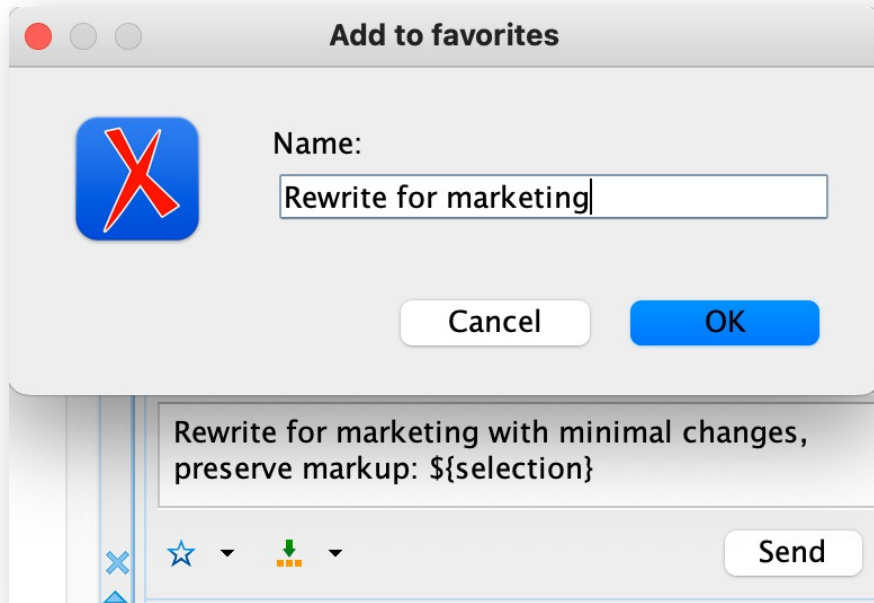 Add to favorites
Name:
Rewrite for marketing
Cancel
OK
Rewrite for marketing with minimal changes,
preserve markup: ${selection}
Send